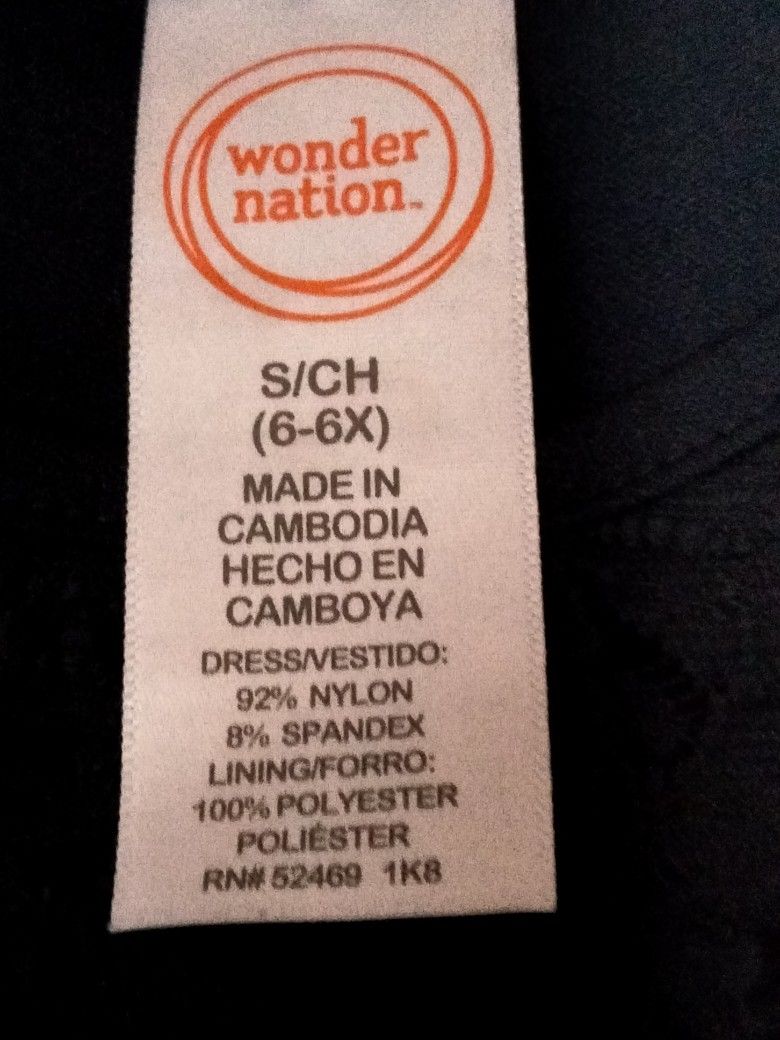 wonder
nation™
S/CH
(6-6X)
MADE IN
CAMBODIA
HECHO EN
CAMBOYA
DRESS/VESTIDO:
92% NYLON
8% SPANDEX
LINING/FORRO:
100% POLYESTER
POLIÉSTER
RN# 52469 1K8